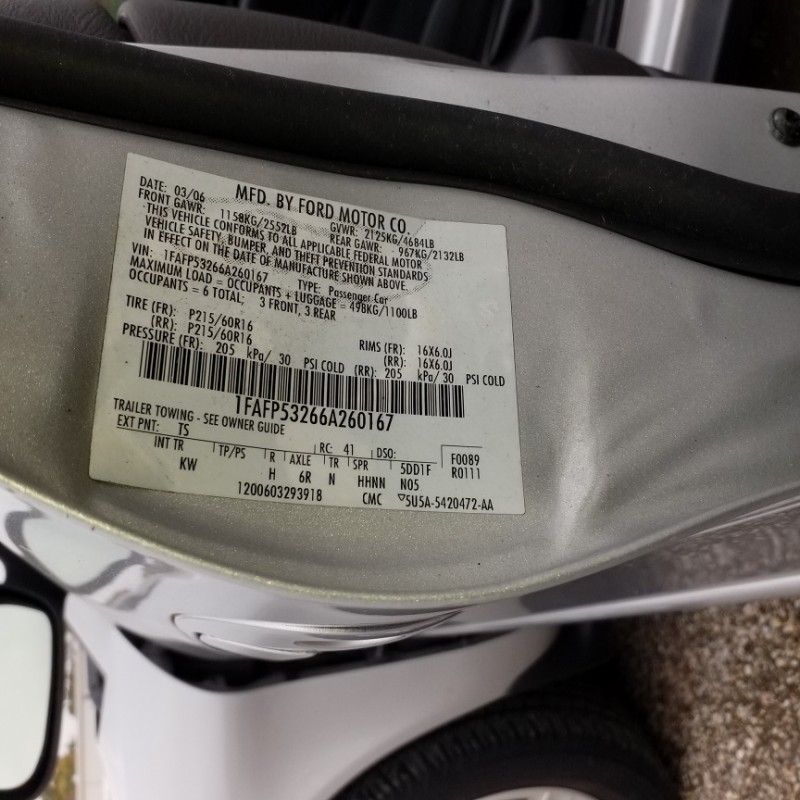 MFD. BY FORD MOTOR CO.
DATE: 03/06 GVWR: 2125KG/4684LB
FRONT GAWR: 1158KG/2552LB REAR GAWR: 967KG/2132LB
THIS VEHICLE CONFORMS TO ALL APPLICABLE FEDERAL MOTOR
VEHICLE SAFETY, BUMPER, AND THEFT PREVENTION STANDARDS
IN EFFECT ON THE DATE OF MANUFACTURE SHOWN ABOVE.
VIN: 1FAFP53266A260167 TYPE: Passenger Car
MAXIMUM LOAD = OCCUPANTS + LUGGAGE = 498KG/1100LB
OCCUPANTS = 6 TOTAL; 3 FRONT, 3 REAR
TIRE (FR): P215/60R16 RIMS (FR): 16X6.0J
(RR): P215/60R16 (RR): 16X6.0J
PRESSURE (FR): 205 kPa/ 30 PSI COLD (RR): 205 kPa/ 30 PSI COLD
1FAFP53266A260167
TRAILER TOWING - SEE OWNER GUIDE
EXT PNT: TS RC: 41 DSO: F0089
INT TR TP/PS R AXLE TR SPR 5DD1F R0111
KW H 6R N HHNN N05
1200603293918 CMC ▽5U5A-5420472-AA